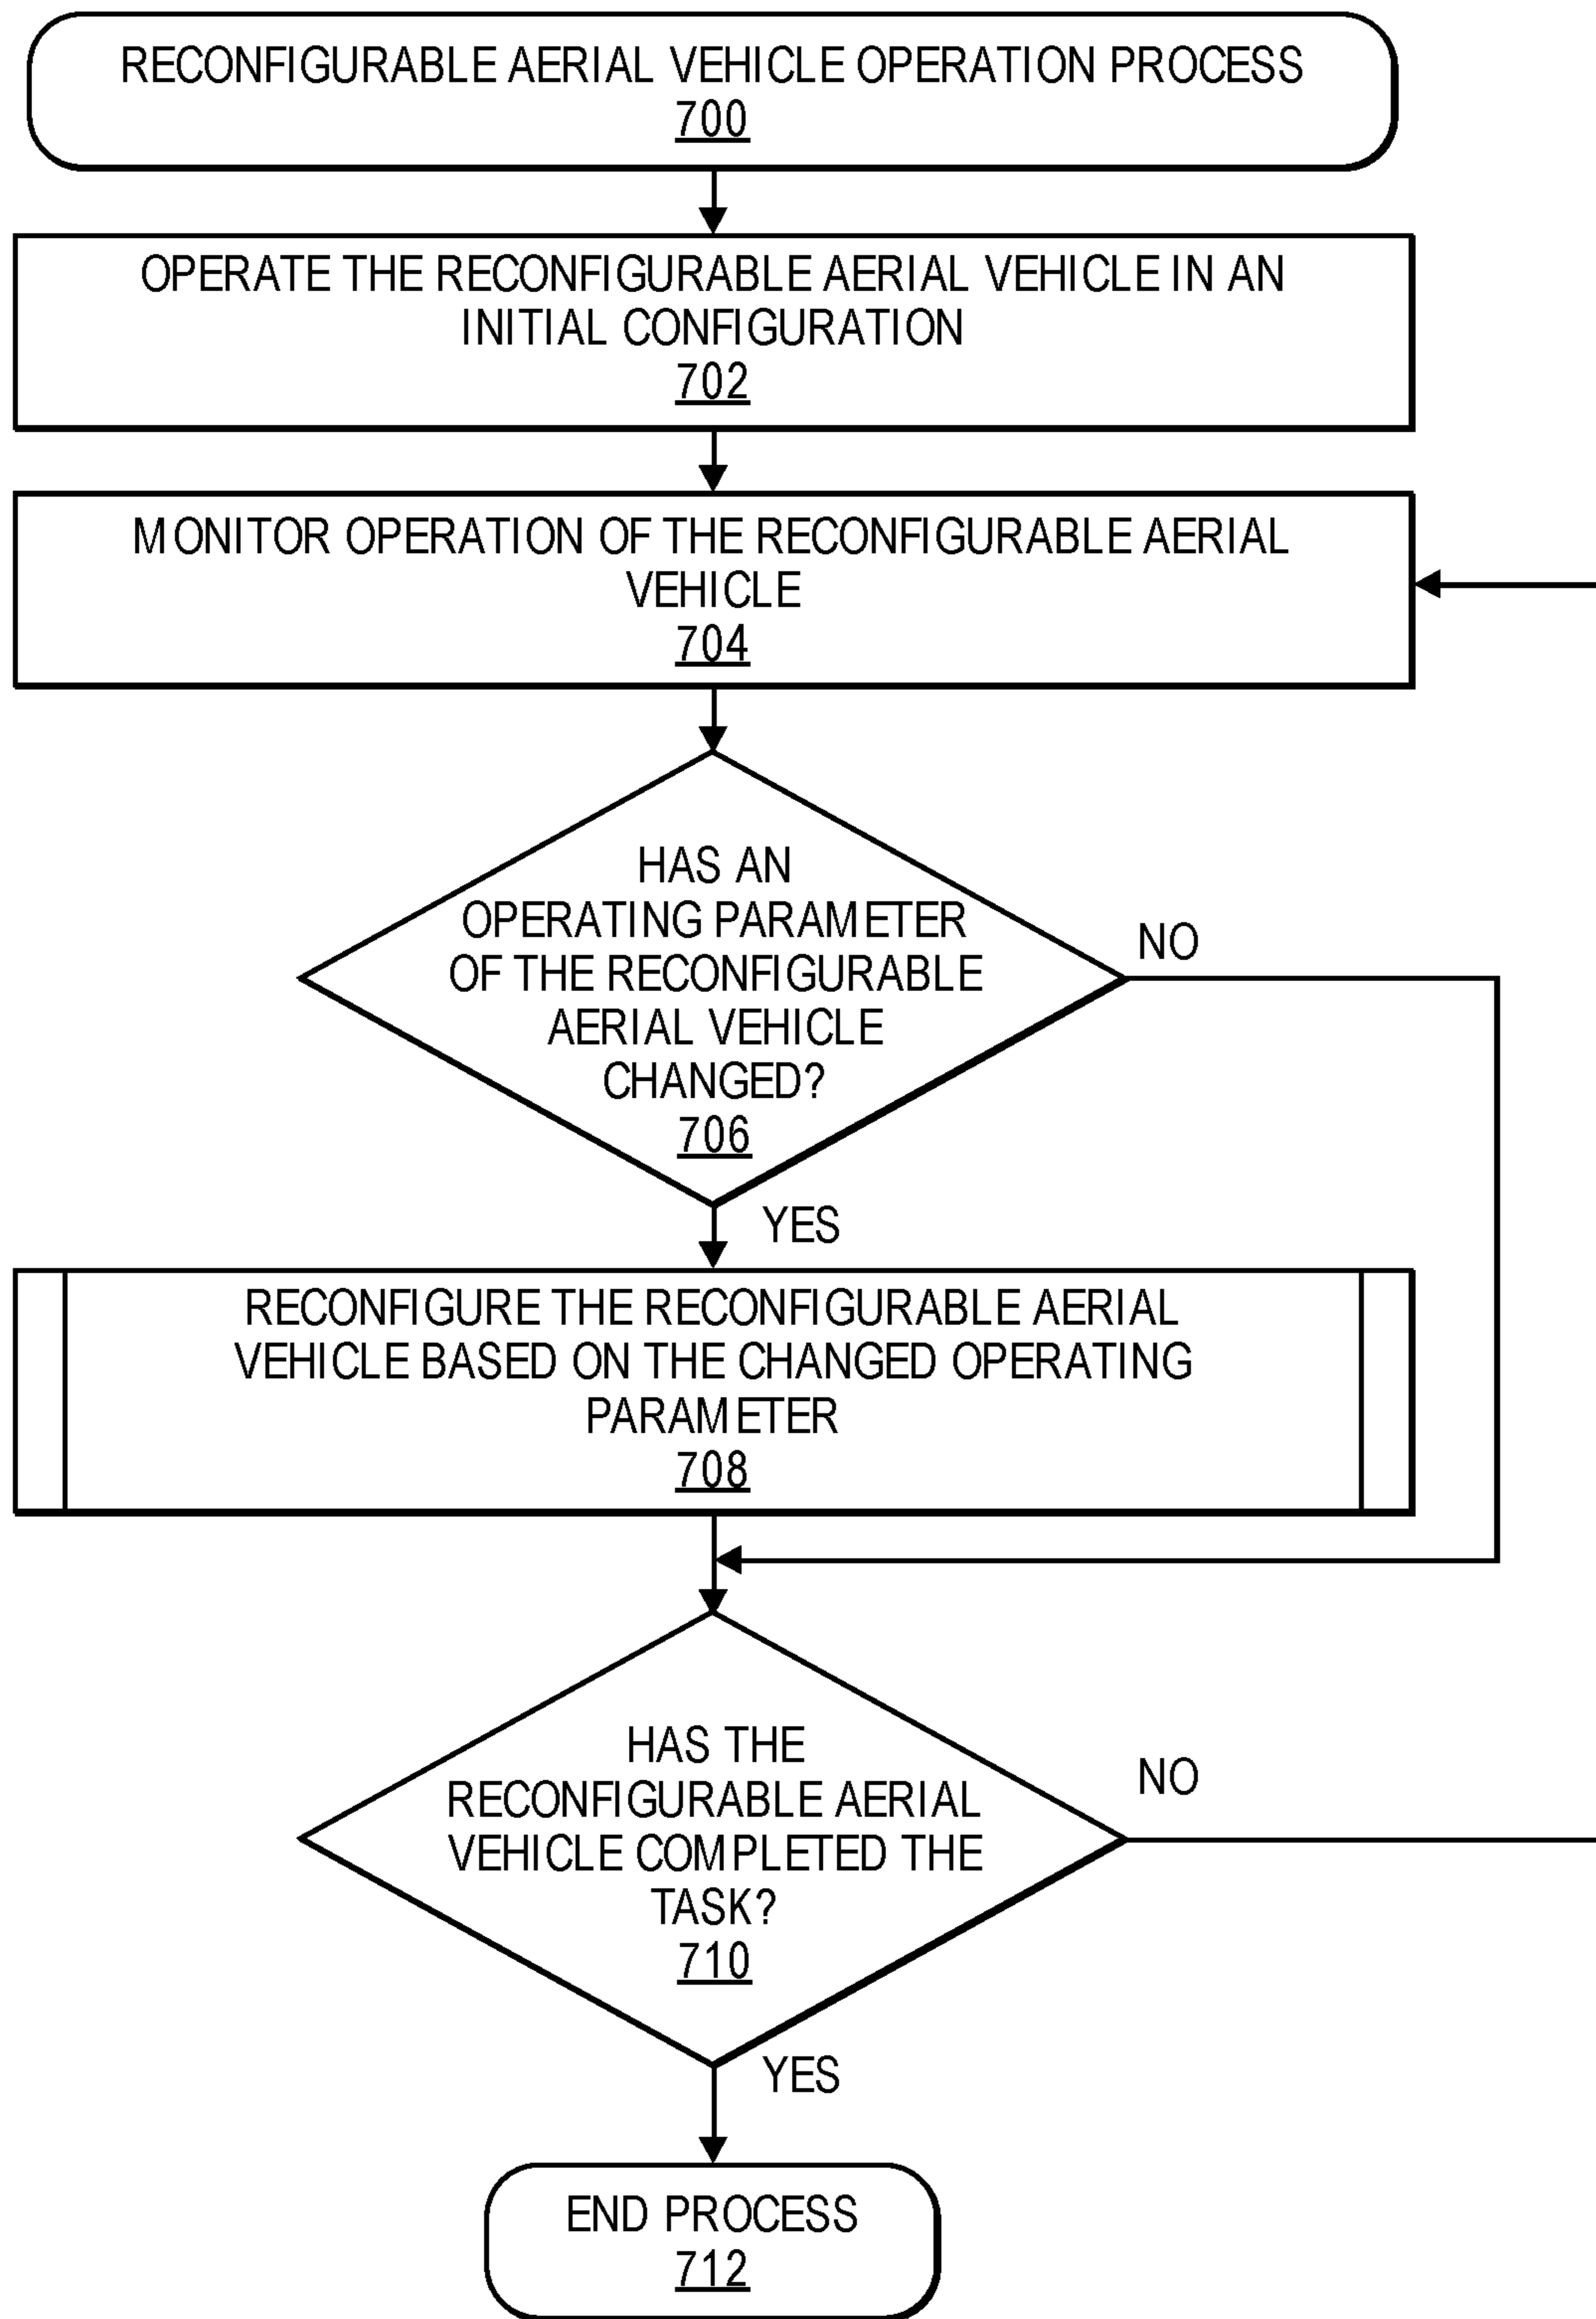 RECONFIGURABLE AERIAL VEHICLE OPERATION PROCESS
700
OPERATE THE RECONFIGURABLE AERIAL VEHICLE IN AN
INITIAL CONFIGURATION
702
MONITOR OPERATION OF THE RECONFIGURABLE AERIAL
VEHICLE
704
HAS AN
OPERATING PARAMETER
OF THE RECONFIGURABLE
AERIAL VEHICLE
CHANGED?
706
NO
YES
RECONFIGURE THE RECONFIGURABLE AERIAL
VEHICLE BASED ON THE CHANGED OPERATING
PARAMETER
708
HAS THE
RECONFIGURABLE AERIAL
VEHICLE COMPLETED THE
TASK?
710
NO
YES
END PROCESS
712